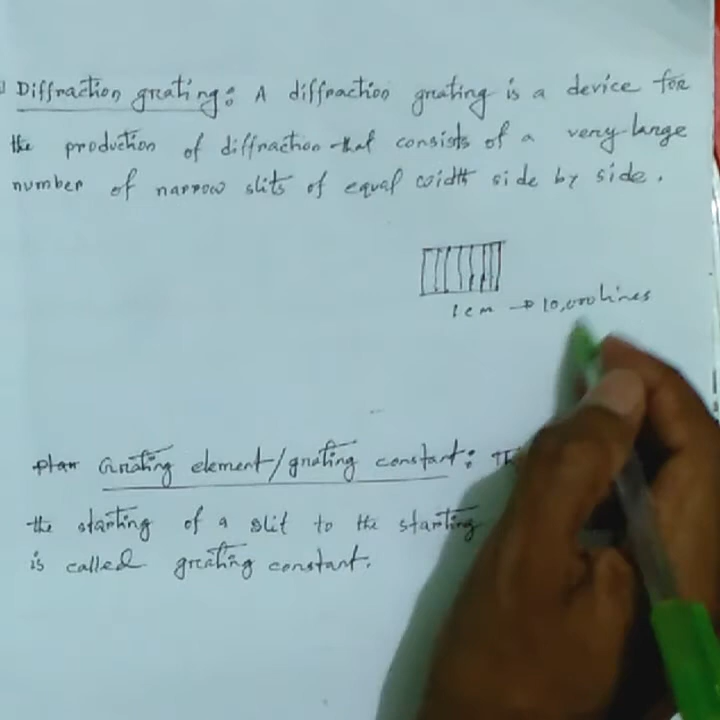 Diffraction grating: A diffraction grating is a device for
the production of diffraction that consists of a very large
number of narrow slits of equal width side by side.
1 cm → 10,000 lines
Grating element/grating constant:
the starting of a slit to the starting
is called grating constant.